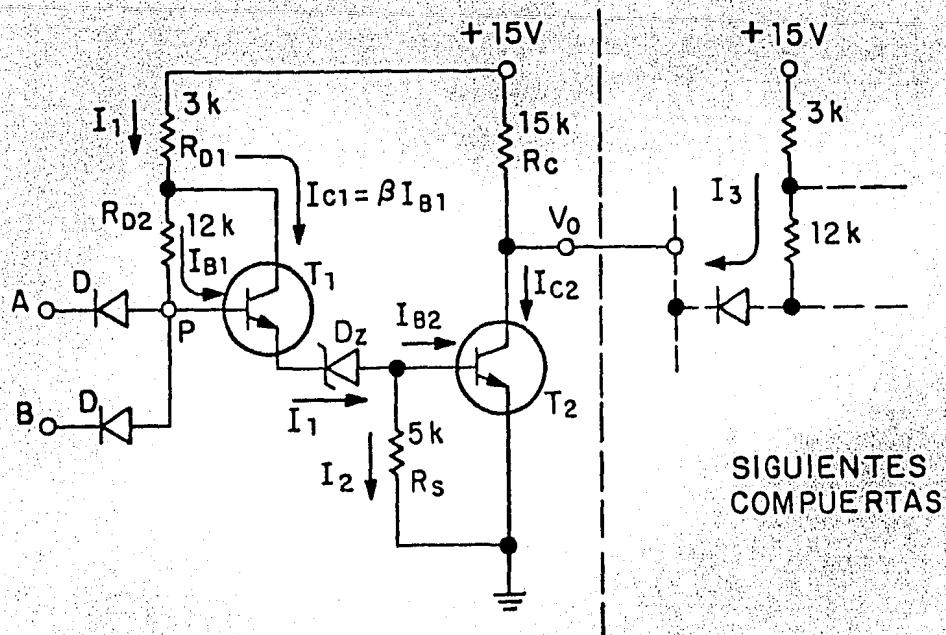 +15V
+15V
3k
I1
RD1
15k
Rc
3k
IC1=βIB1
I3
RD2
12k
Vo
12k
IB1
T1
IC2
D
A
P
IB2
Dz
D
B
I1
T2
5k
I2
Rs
SIGUIENTES
COMPUERTAS